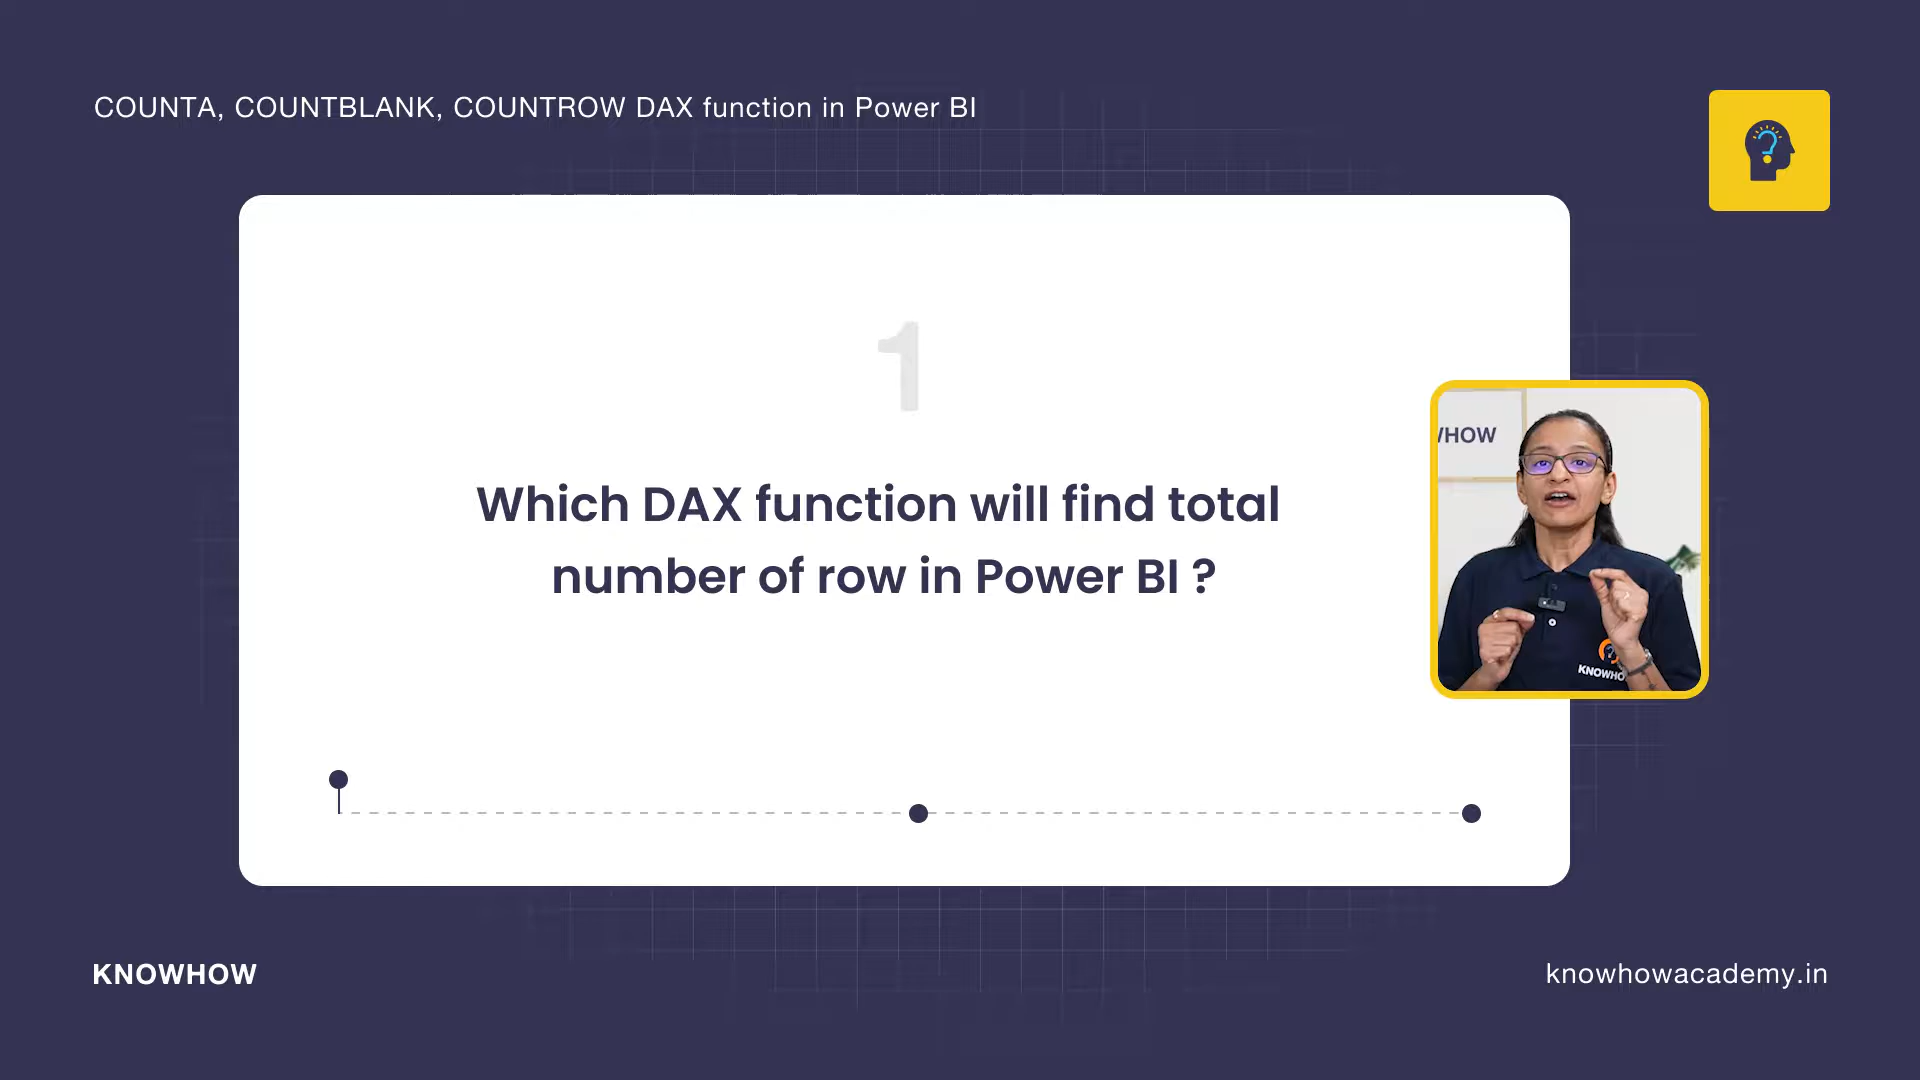 COUNTA, COUNTBLANK, COUNTROW DAX function in Power BI
1
Which DAX function will find total
number of row in Power BI ?
WHOW
KNOWHO
KNOWHOW
knowhowacademy.in